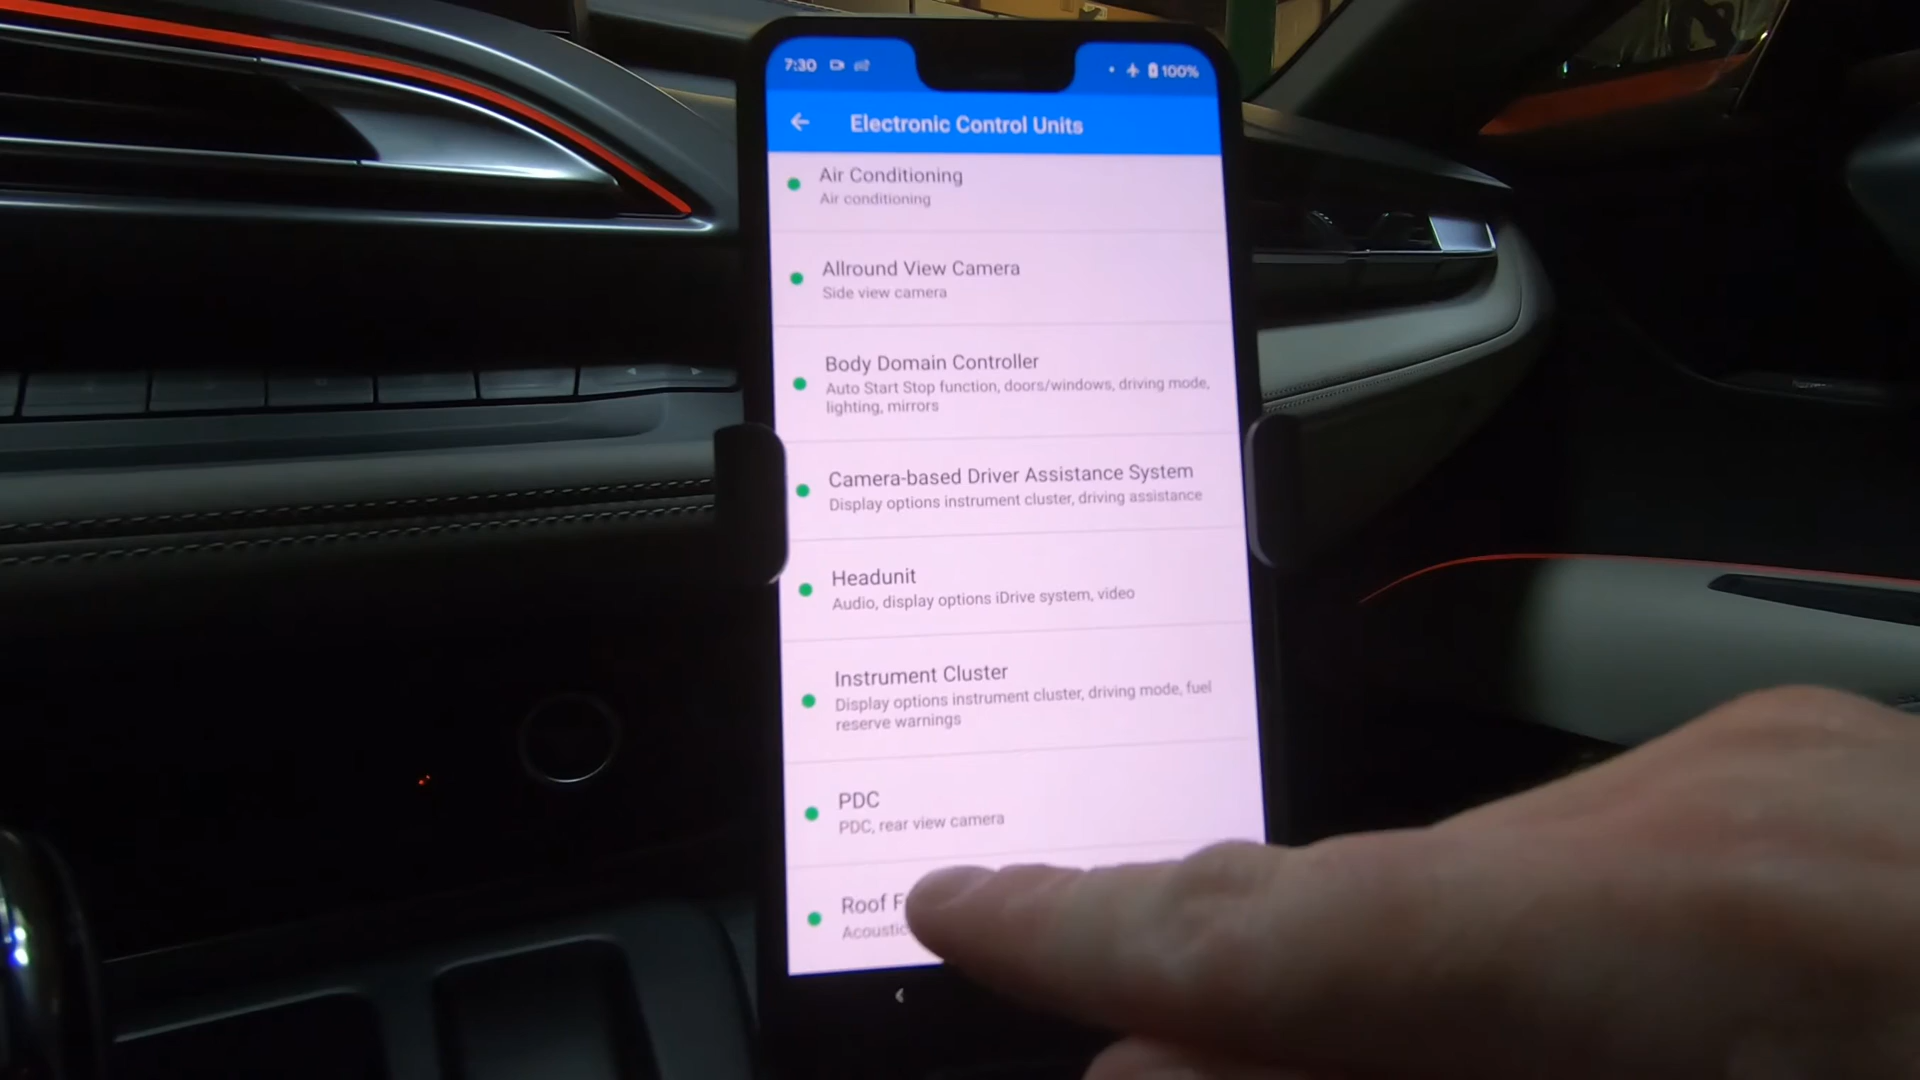 7:30 100%
Electronic Control Units
Air Conditioning
Air conditioning
Allround View Camera
Side view camera
Body Domain Controller
Auto Start Stop function, doors/windows, driving mode,
lighting, mirrors
Camera-based Driver Assistance System
Display options instrument cluster, driving assistance
Headunit
Audio, display options iDrive system, video
Instrument Cluster
Display options instrument cluster, driving mode, fuel
reserve warnings
PDC
PDC, rear view camera
Roof